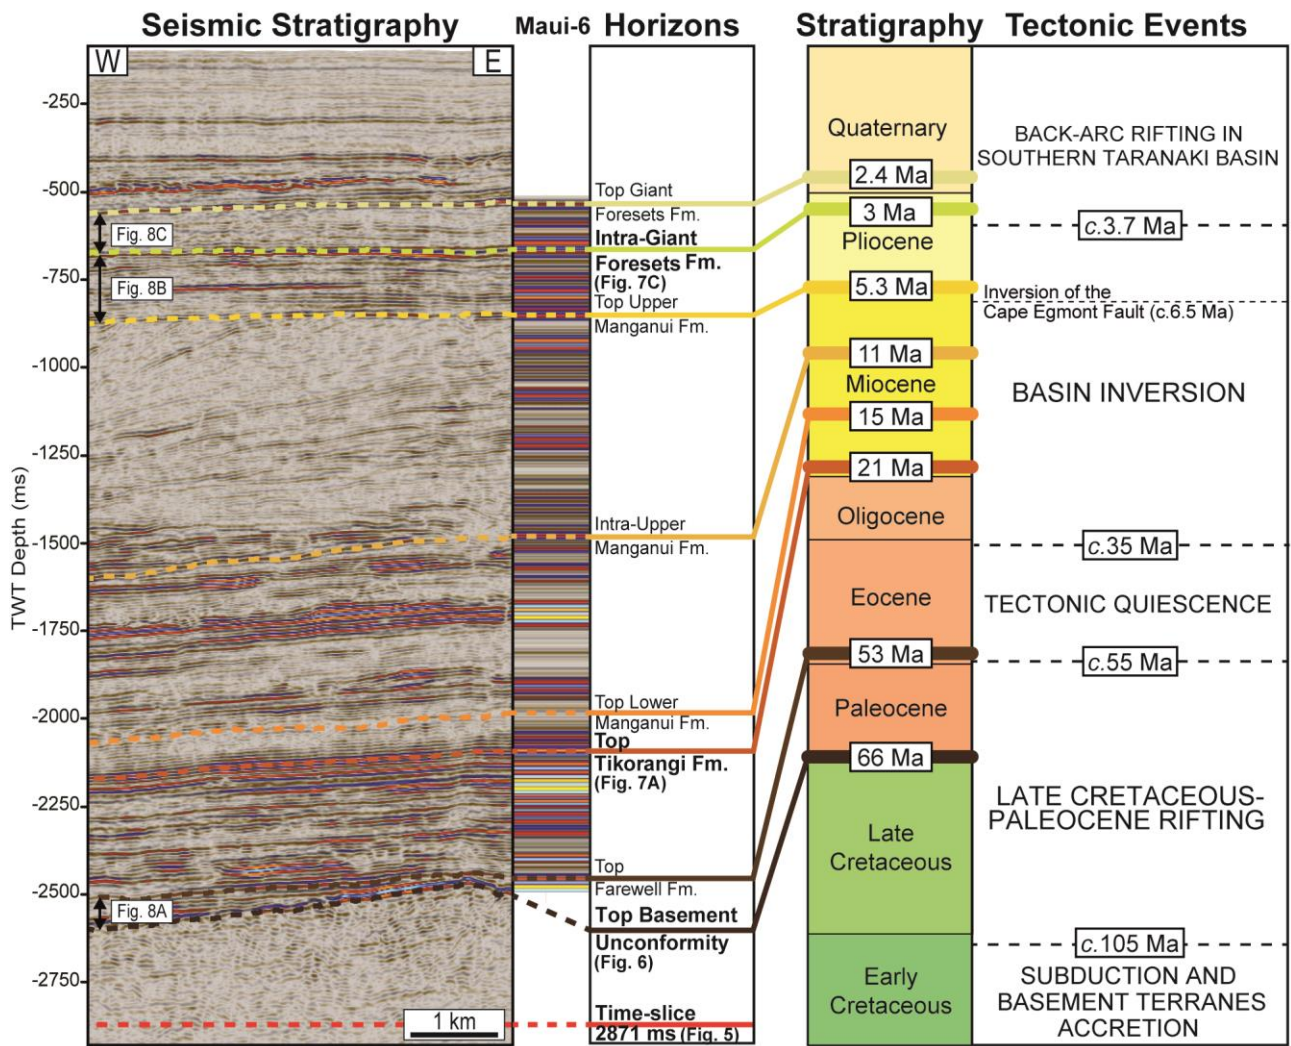 Seismic Stratigraphy
Maui-6
Horizons
Stratigraphy
Tectonic Events
W
E
TWT Depth (ms)
-250
-500
-750
-1000
-1250
-1500
-1750
-2000
-2250
-2500
-2750
Fig. 8C
Fig. 8B
Fig. 8A
1 km
Top Giant
Foresets Fm.
Intra-Giant
Foresets Fm.
(Fig. 7C)
Top Upper
Manganui Fm.
Intra-Upper
Manganui Fm.
Top Lower
Manganui Fm.
Top
Tikorangi Fm.
(Fig. 7A)
Top
Farewell Fm.
Top Basement
Unconformity
(Fig. 6)
Time-slice
2871 ms (Fig. 5)
Quaternary
2.4 Ma
3 Ma
Pliocene
5.3 Ma
11 Ma
Miocene
15 Ma
21 Ma
Oligocene
Eocene
53 Ma
Paleocene
66 Ma
Late
Cretaceous
Early
Cretaceous
BACK-ARC RIFTING IN
SOUTHERN TARANAKI BASIN
c.3.7 Ma
Inversion of the
Cape Egmont Fault (c.6.5 Ma)
BASIN INVERSION
c.35 Ma
TECTONIC QUIESCENCE
c.55 Ma
LATE CRETACEOUS-
PALEOCENE RIFTING
c.105 Ma
SUBDUCTION AND
BASEMENT TERRANES
ACCRETION